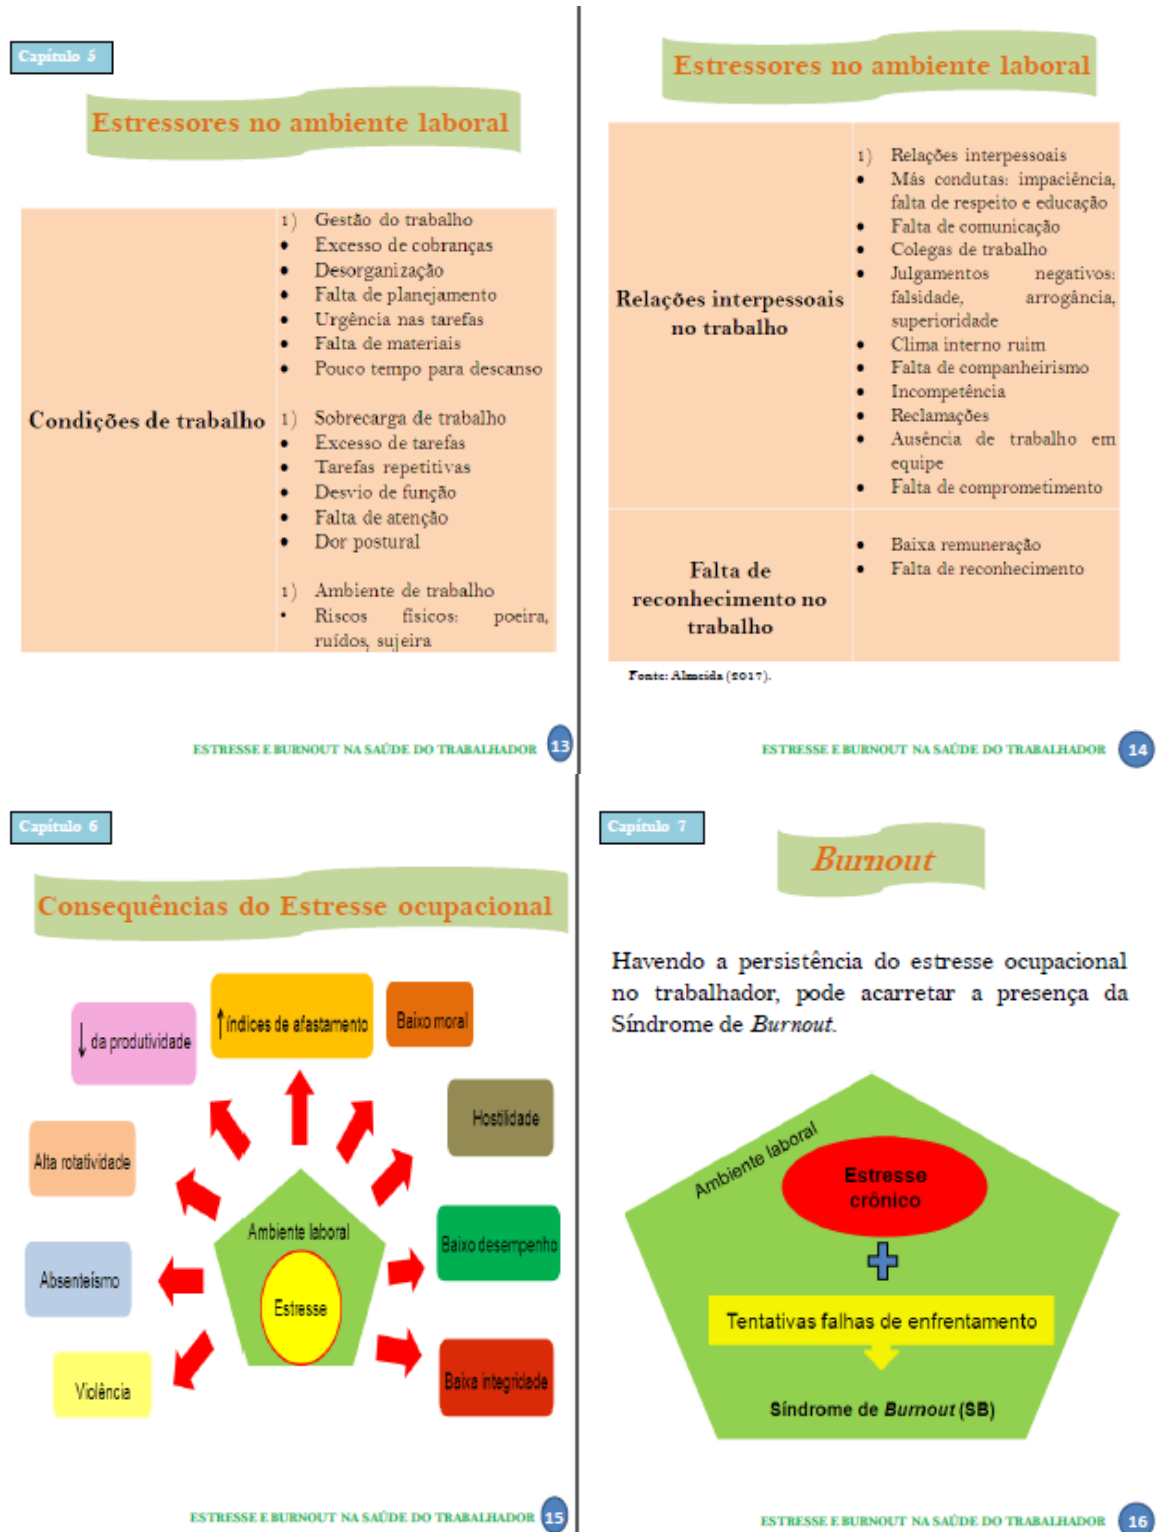 Capítulo 5
Estressores no ambiente laboral
Condições de trabalho
1) Gestão do trabalho
• Excesso de cobranças
• Desorganização
• Falta de planejamento
• Urgência nas tarefas
• Falta de materiais
• Pouco tempo para descanso
1) Sobrecarga de trabalho
• Excesso de tarefas
• Tarefas repetitivas
• Desvio de função
• Falta de atenção
• Dor postural
1) Ambiente de trabalho
• Riscos físicos: poeira,
ruídos, sujeira
ESTRESSE E BURNOUT NA SAÚDE DO TRABALHADOR 13
Estressores no ambiente laboral
Relações interpessoais
no trabalho
1) Relações interpessoais
• Más condutas: impaciência,
falta de respeito e educação
• Falta de comunicação
• Colegas de trabalho
• Julgamentos negativos:
falsidade, arrogância,
superioridade
• Clima interno ruim
• Falta de companheirismo
• Incompetência
• Reclamações
• Ausência de trabalho em
equipe
• Falta de comprometimento
Falta de
reconhecimento no
trabalho
• Baixa remuneração
• Falta de reconhecimento
Fonte: Almeida (2017).
ESTRESSE E BURNOUT NA SAÚDE DO TRABALHADOR 14
Capítulo 6
Consequências do Estresse ocupacional
↓ da produtividade
↑ índices de afastamento
Baixo moral
Hostilidade
Alta rotatividade
Ambiente laboral
Estresse
Baixo desempenho
Absenteísmo
Baixa integridade
Violência
ESTRESSE E BURNOUT NA SAÚDE DO TRABALHADOR 15
Capítulo 7
Burnout
Havendo a persistência do estresse ocupacional
no trabalhador, pode acarretar a presença da
Síndrome de Burnout.
Ambiente laboral
Estresse
crônico
+
Tentativas falhas de enfrentamento
Síndrome de Burnout (SB)
ESTRESSE E BURNOUT NA SAÚDE DO TRABALHADOR 16